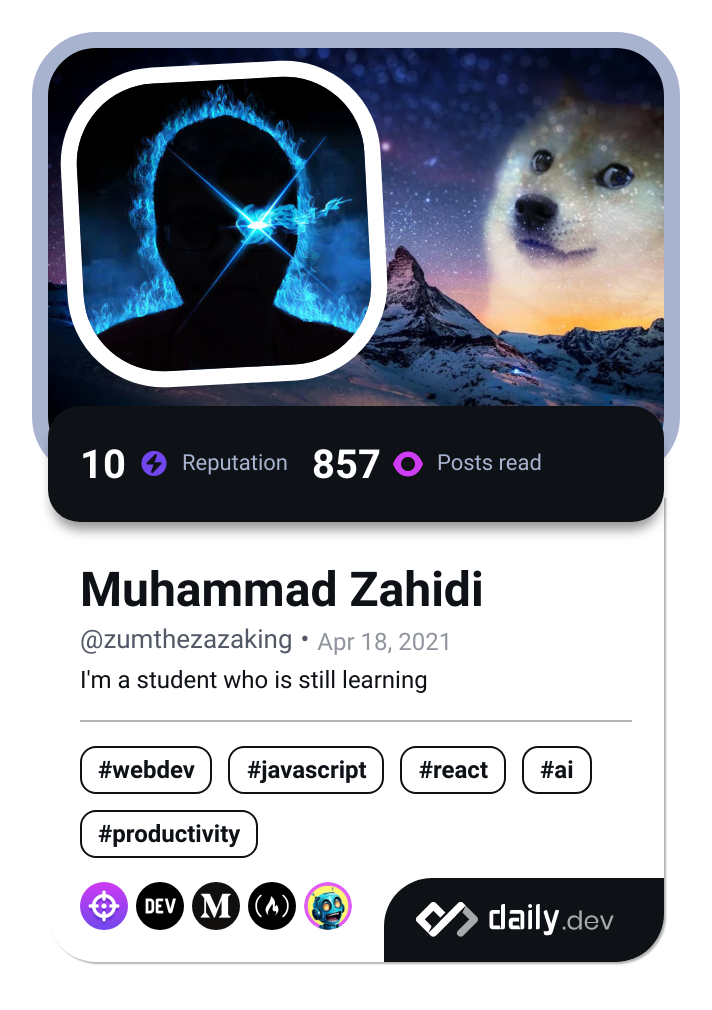 10 Reputation 857 Posts read
Muhammad Zahidi
@zumthezazaking • Apr 18, 2021
I'm a student who is still learning
#webdev #javascript #react #ai
#productivity
DEV M daily.dev